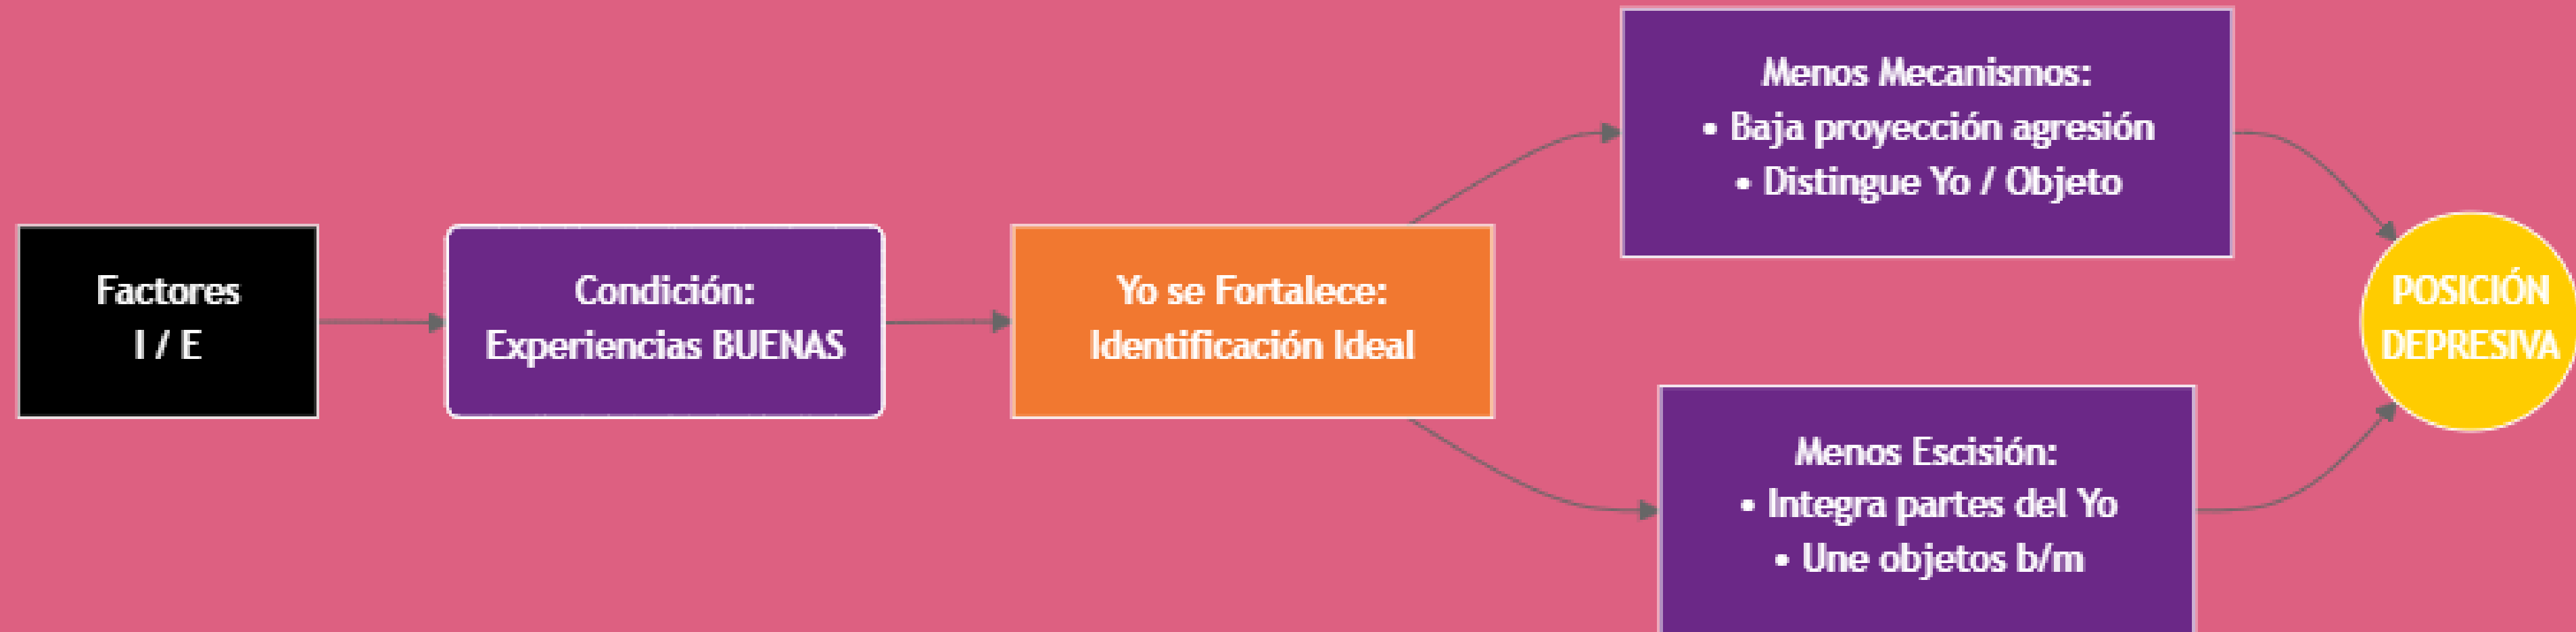 Factores
I / E
Condición:
Experiencias BUENAS
Yo se Fortalece:
Identificación Ideal
Menos Mecanismos:
• Baja proyección agresión
• Distingue Yo / Objeto
Menos Escisión:
• Integra partes del Yo
• Une objetos b/m
POSICIÓN
DEPRESIVA